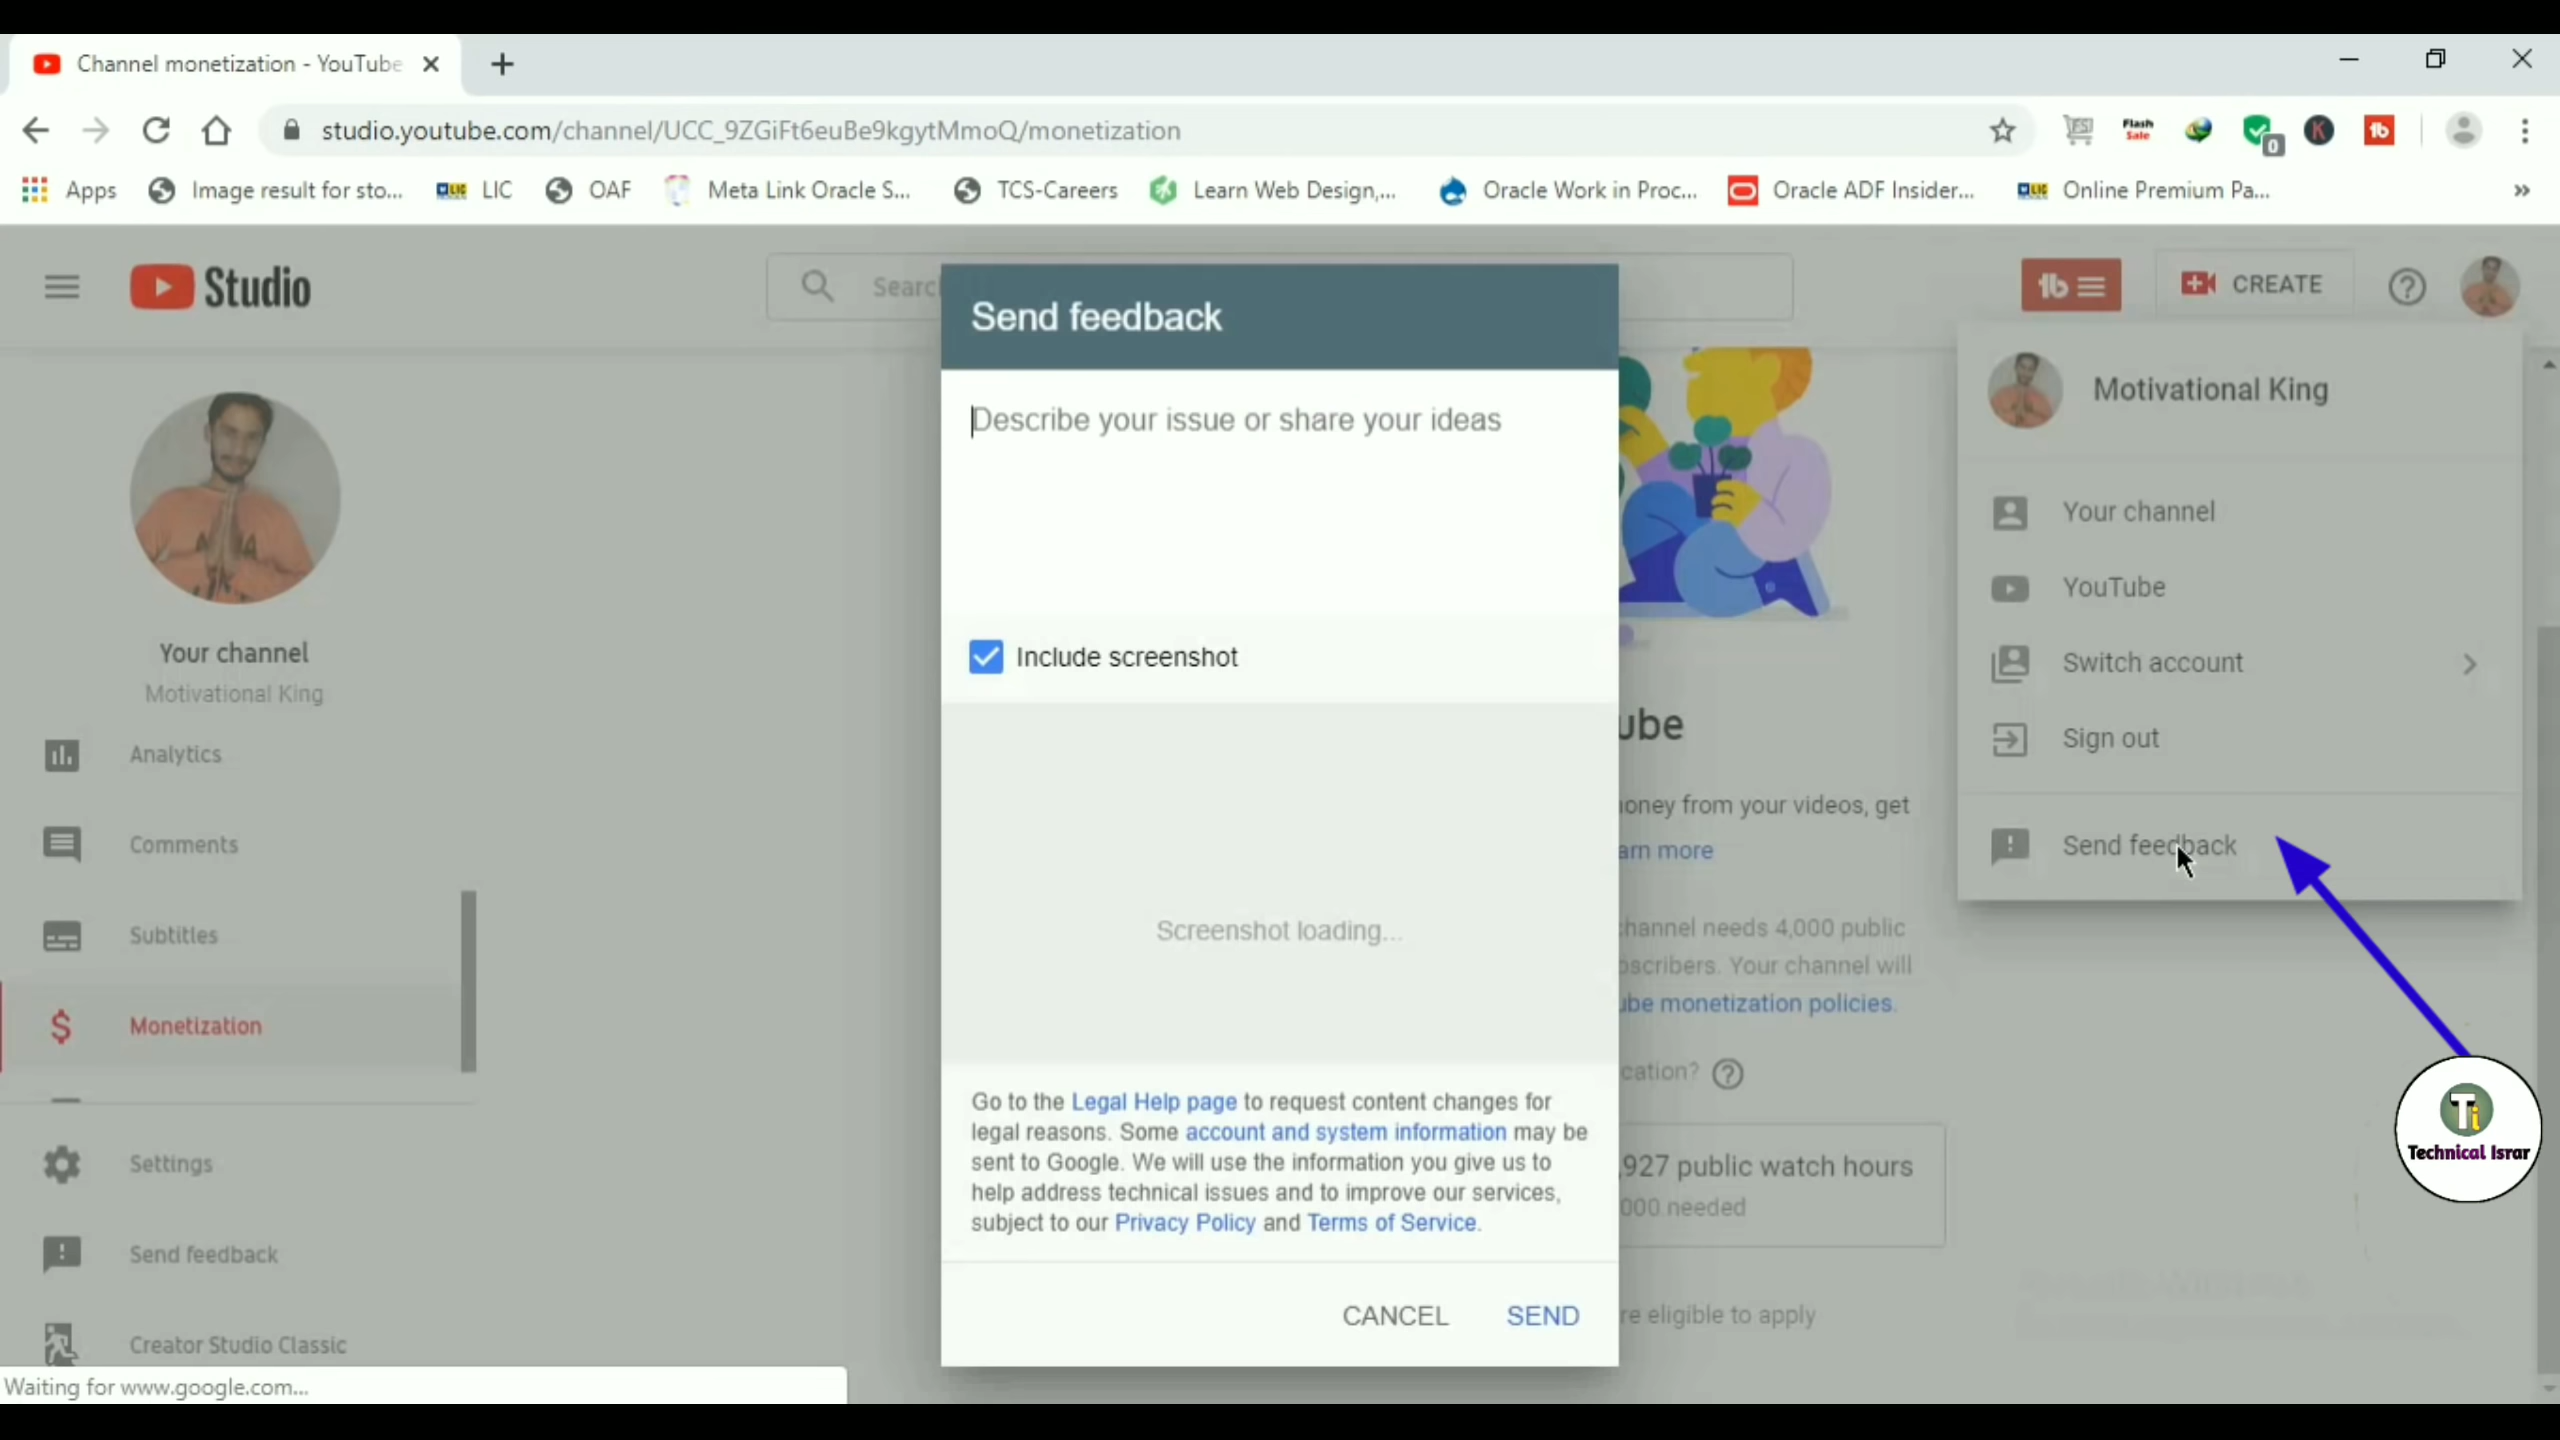 Channel monetization - YouTube
studio.youtube.com/channel/UCC_9ZGiFt6euBe9kgytMmoQ/monetization
Flash
Sale
0
Apps
Image result for sto...
LIC
OAF
Meta Link Oracle S...
TCS-Careers
Learn Web Design,...
Oracle Work in Proc...
Oracle ADF Insider...
Online Premium Pa...
Studio
Searc
CREATE
Send feedback
Describe your issue or share your ideas
Include screenshot
Screenshot loading...
Go to the Legal Help page to request content changes for
legal reasons. Some account and system information may be
sent to Google. We will use the information you give us to
help address technical issues and to improve our services,
subject to our Privacy Policy and Terms of Service.
CANCEL
SEND
Your channel
Motivational King
Analytics
Comments
Subtitles
Monetization
Settings
Send feedback
Creator Studio Classic
Waiting for www.google.com...
Motivational King
Your channel
YouTube
Switch account
Sign out
Send feedback
ube
oney from your videos, get
arn more
hannel needs 4,000 public
bscribers. Your channel will
ube monetization policies.
cation?
,927 public watch hours
000 needed
re eligible to apply
Ti
Technical Israr